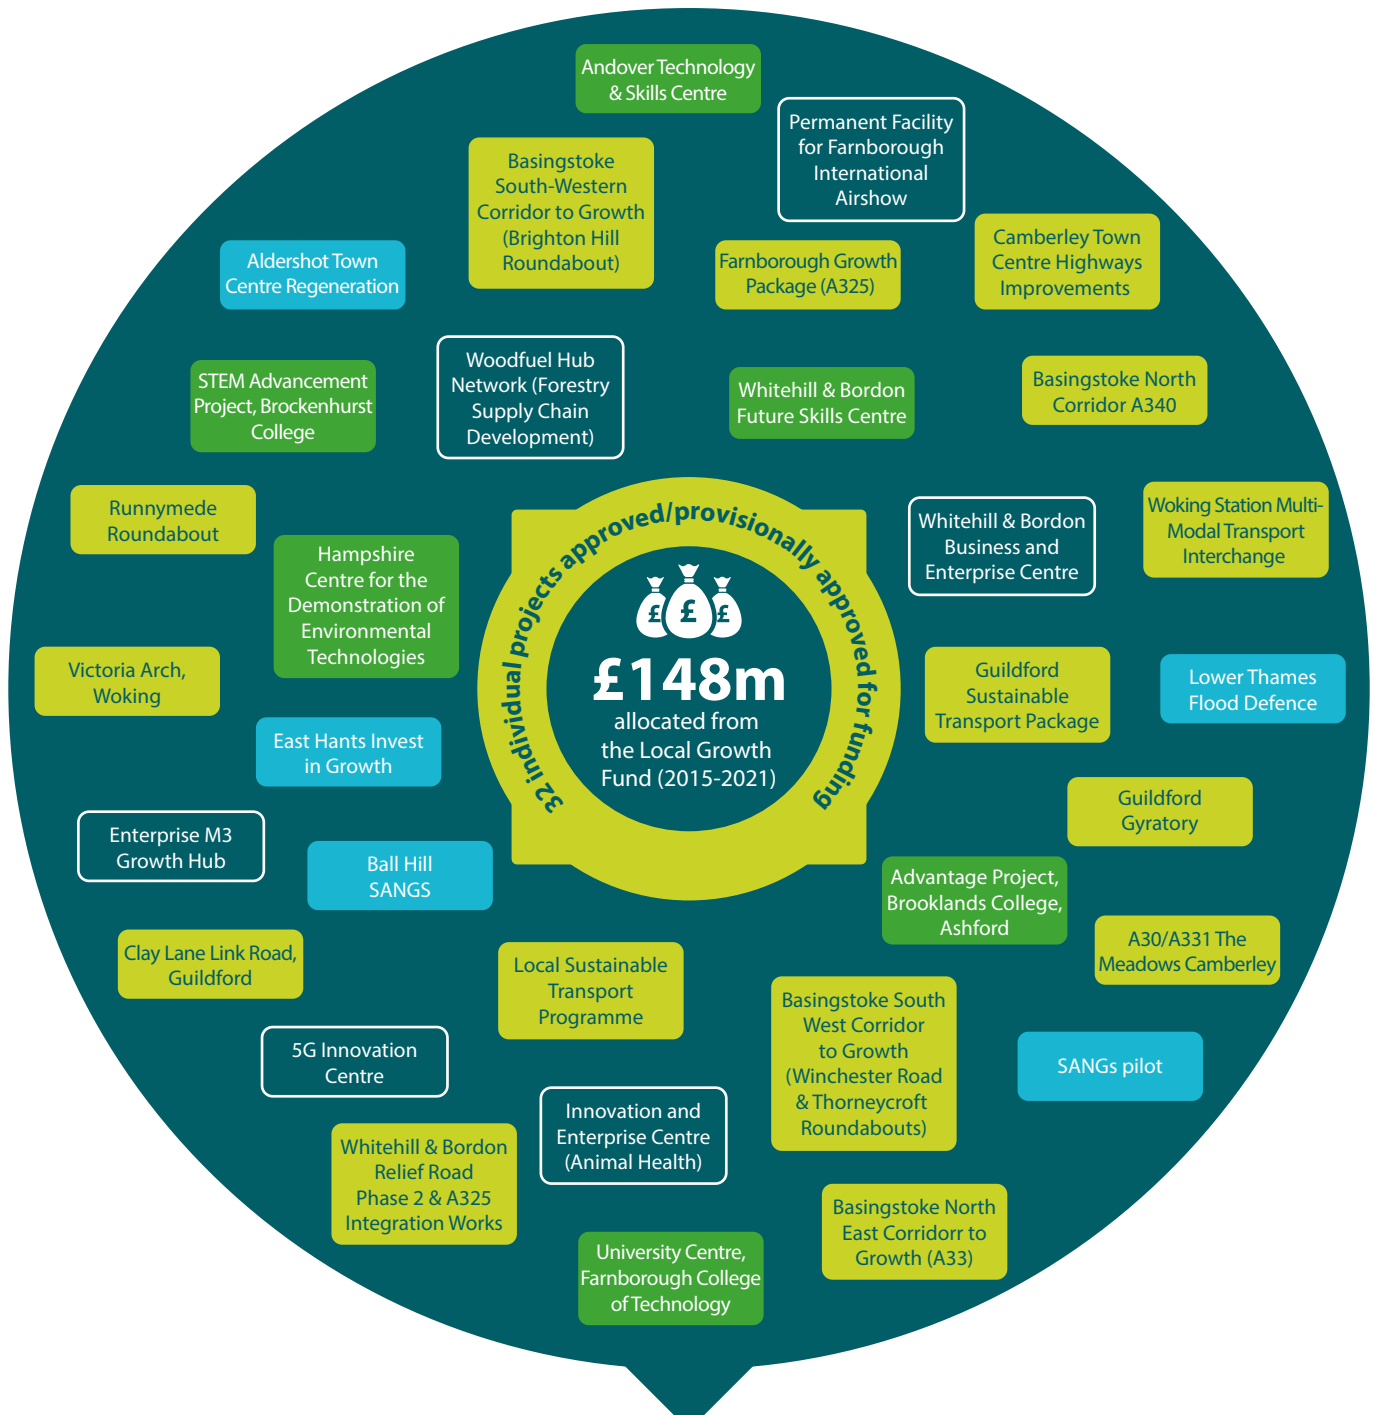 Andover Technology
& Skills Centre
Permanent Facility
for Farnborough
International
Airshow
Basingstoke
South-Western
Corridor to Growth
(Brighton Hill
Roundabout)
Camberley Town
Centre Highways
Improvements
Aldershot Town
Centre Regeneration
Farnborough Growth
Package (A325)
Woodfuel Hub
Network (Forestry
Supply Chain
Development)
Basingstoke North
Corridor A340
STEM Advancement
Project, Brockenhurst
College
Whitehill & Bordon
Future Skills Centre
Woking Station Multi-
Modal Transport
Interchange
Runnymede
Roundabout
Whitehill & Bordon
Business and
Enterprise Centre
Hampshire
Centre for the
Demonstration of
Environmental
Technologies
32 individual projects approved/provisionally approved for funding
£ £ £
£148m
allocated from
the Local Growth
Fund (2015-2021)
Victoria Arch,
Woking
Guildford
Sustainable
Transport Package
Lower Thames
Flood Defence
East Hants Invest
in Growth
Guildford
Gyratory
Enterprise M3
Growth Hub
Ball Hill
SANGS
Advantage Project,
Brooklands College,
Ashford
A30/A331 The
Meadows Camberley
Clay Lane Link Road,
Guildford
Local Sustainable
Transport
Programme
Basingstoke South
West Corridor
to Growth
(Winchester Road
& Thorneycroft
Roundabouts)
5G Innovation
Centre
SANGs pilot
Innovation and
Enterprise Centre
(Animal Health)
Whitehill & Bordon
Relief Road
Phase 2 & A325
Integration Works
Basingstoke North
East Corridorr to
Growth (A33)
University Centre,
Farnborough College
of Technology